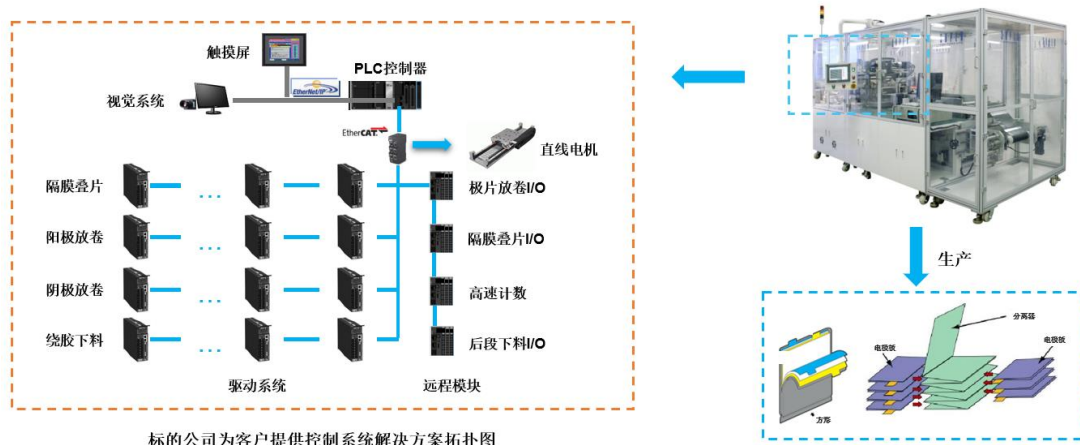 触摸屏
PLC控制器
EtherNet/IP
视觉系统
EtherCAT
直线电机
隔膜叠片
极片放卷I/O
阳极放卷
隔膜叠片I/O
阴极放卷
高速计数
绕胶下料
后段下料I/O
驱动系统
远程模块
标的公司为客户提供控制系统解决方案拓扑图
生产
分离器
电极板
电极板
方形